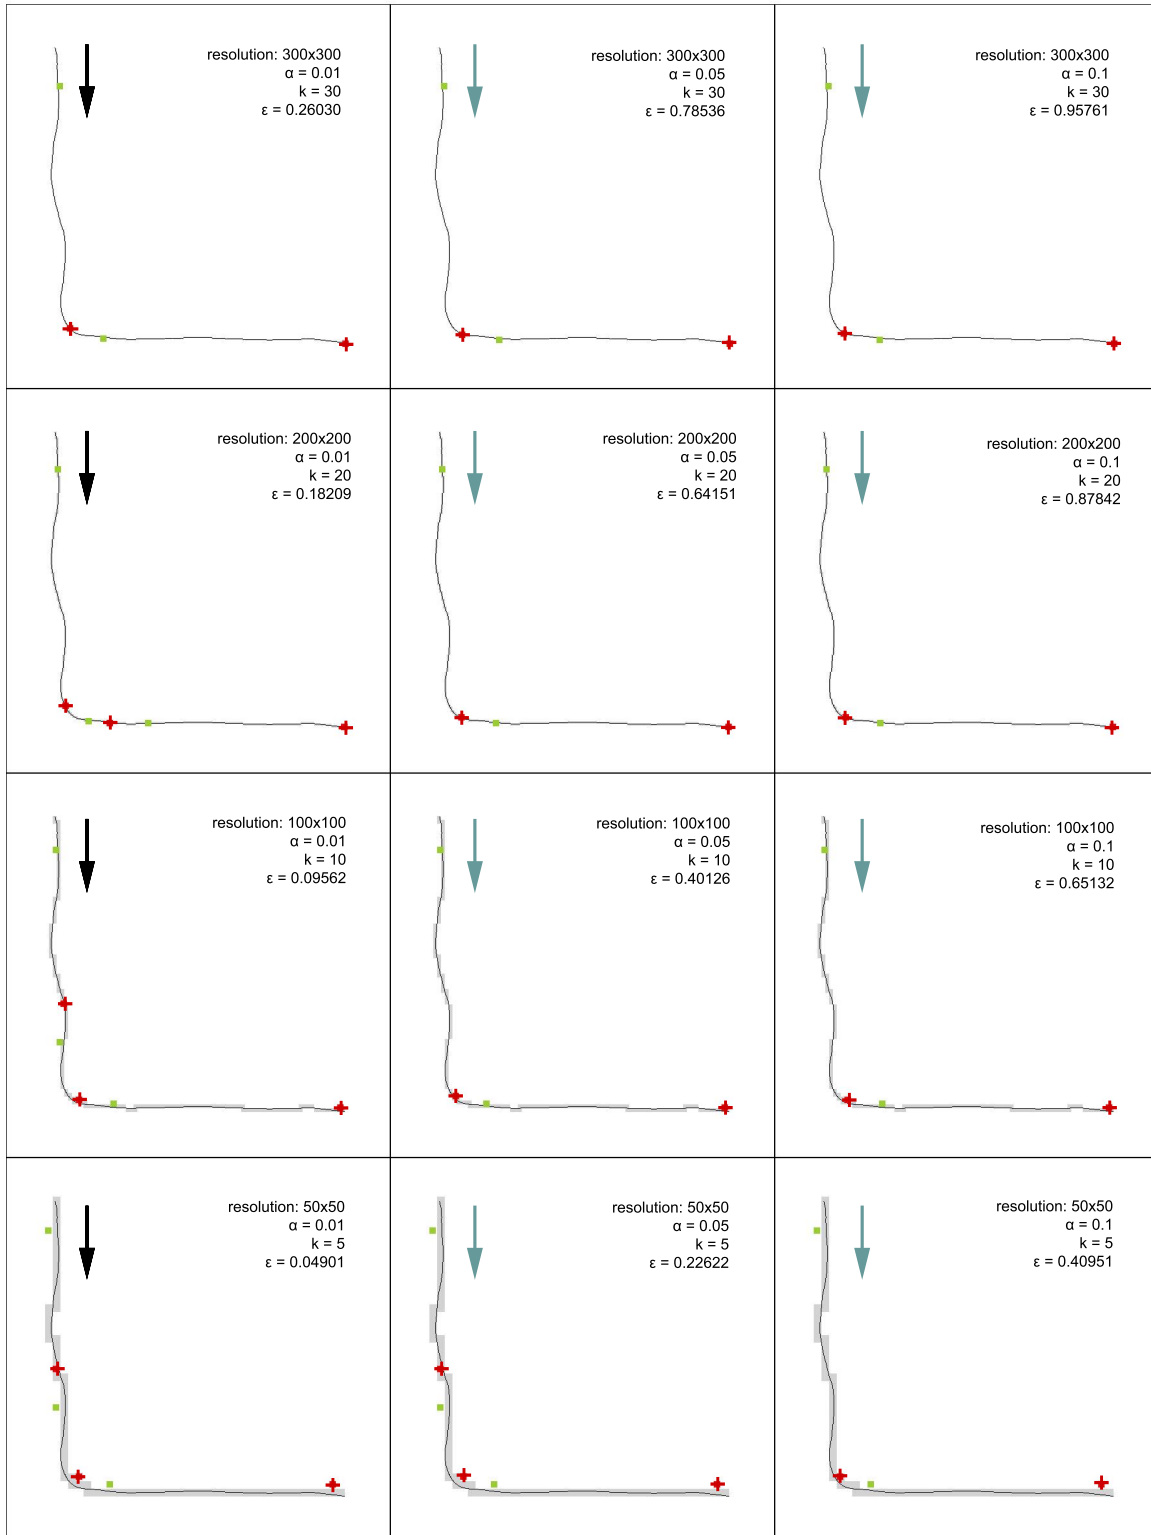 resolution: 300x300
α = 0.01
k = 30
ε = 0.26030
resolution: 300x300
α = 0.05
k = 30
ε = 0.78536
resolution: 300x300
α = 0.1
k = 30
ε = 0.95761
resolution: 200x200
α = 0.01
k = 20
ε = 0.18209
resolution: 200x200
α = 0.05
k = 20
ε = 0.64151
resolution: 200x200
α = 0.1
k = 20
ε = 0.87842
resolution: 100x100
α = 0.01
k = 10
ε = 0.09562
resolution: 100x100
α = 0.05
k = 10
ε = 0.40126
resolution: 100x100
α = 0.1
k = 10
ε = 0.65132
resolution: 50x50
α = 0.01
k = 5
ε = 0.04901
resolution: 50x50
α = 0.05
k = 5
ε = 0.22622
resolution: 50x50
α = 0.1
k = 5
ε = 0.40951